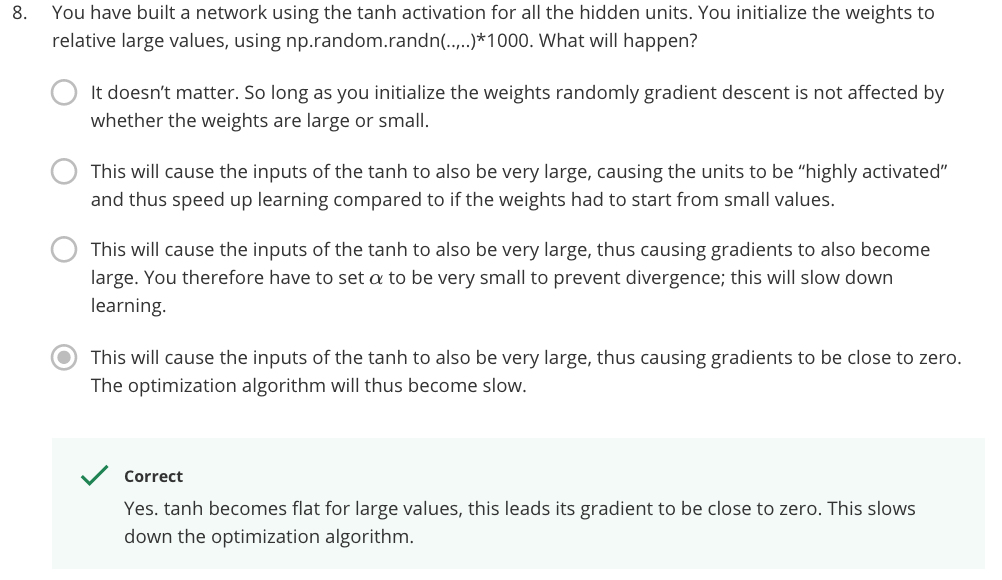 8. You have built a network using the tanh activation for all the hidden units. You initialize the weights to
relative large values, using np.random.randn(..,..)*1000. What will happen?
It doesn’t matter. So long as you initialize the weights randomly gradient descent is not affected by
whether the weights are large or small.
This will cause the inputs of the tanh to also be very large, causing the units to be “highly activated”
and thus speed up learning compared to if the weights had to start from small values.
This will cause the inputs of the tanh to also be very large, thus causing gradients to also become
large. You therefore have to set α to be very small to prevent divergence; this will slow down
learning.
This will cause the inputs of the tanh to also be very large, thus causing gradients to be close to zero.
The optimization algorithm will thus become slow.
Correct
Yes. tanh becomes flat for large values, this leads its gradient to be close to zero. This slows
down the optimization algorithm.